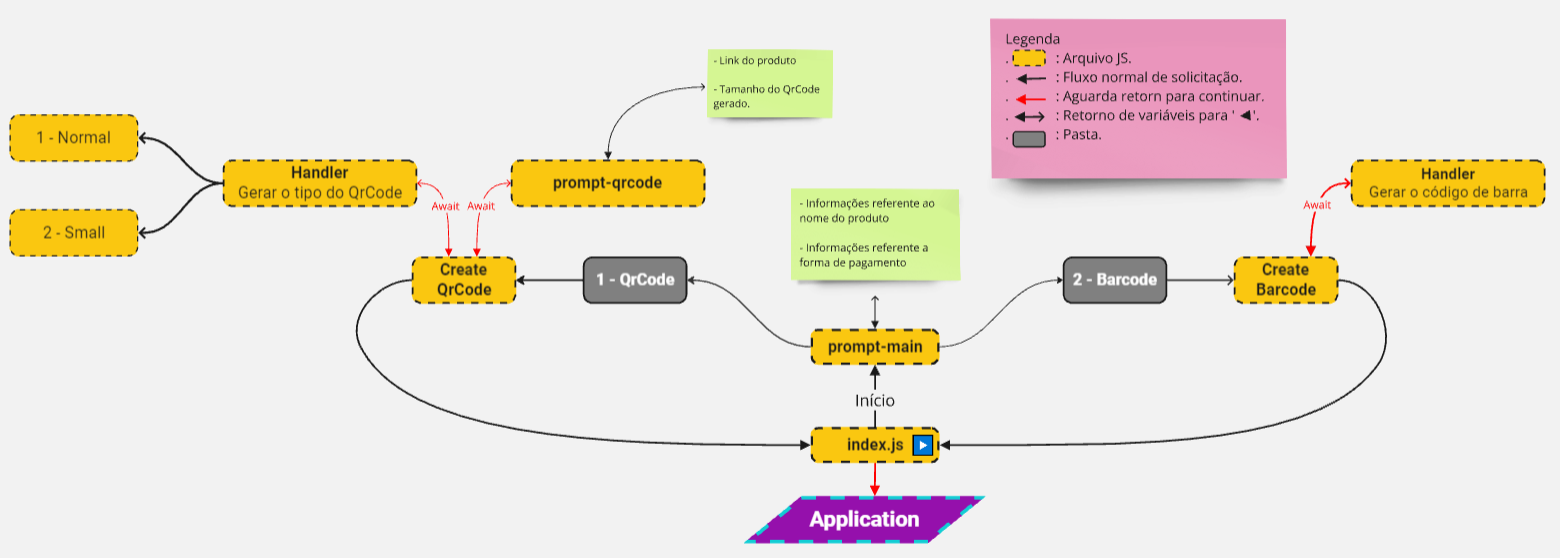 Legenda
. : Arquivo JS.
. : Fluxo normal de solicitação.
. : Aguarda retorn para continuar.
. : Retorno de variáveis para ' ◄'.
. : Pasta.
- Link do produto
- Tamanho do QrCode
gerado.
1 - Normal
2 - Small
Handler
Gerar o tipo do QrCode
prompt-qrcode
Await
Await
Create
QrCode
1 - QrCode
- Informações referente ao
nome do produto
- Informações referente a
forma de pagamento
2 - Barcode
Create
Barcode
Await
Handler
Gerar o código de barra
prompt-main
Início
index.js
Application